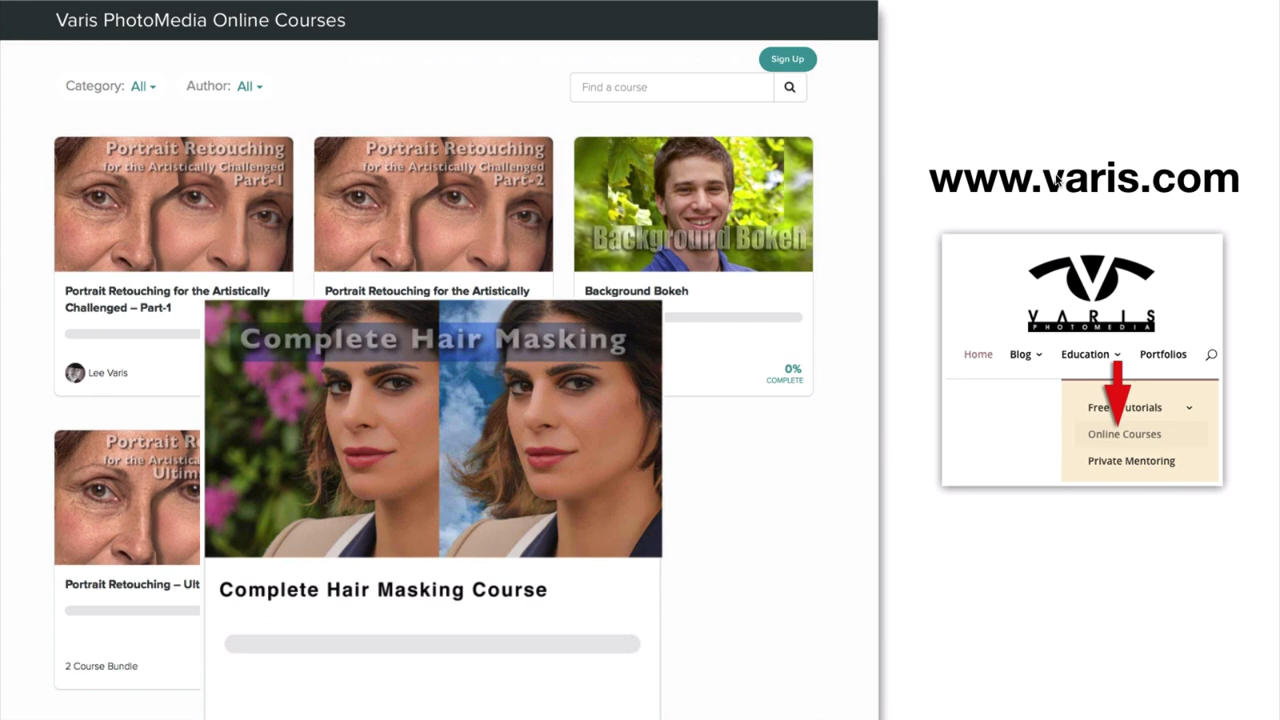 Varis PhotoMedia Online Courses
Sign Up
Category: All
Author: All
Find a course
Portrait Retouching
for the Artistically Challenged
Part-1
Portrait Retouching for the Artistically
Challenged – Part-1
Lee Varis
Portrait Retouching
for the Artistically Challenged
Part-2
Portrait Retouching for the Artistically
Background Bokeh
Background Bokeh
0%
COMPLETE
Portrait R
for the Artistica
Ultim
Portrait Retouching – Ult
2 Course Bundle
Complete Hair Masking
Complete Hair Masking Course
www.varis.com
VARIS
PHOTOMEDIA
Home Blog Education Portfolios
Free Tutorials
Online Courses
Private Mentoring